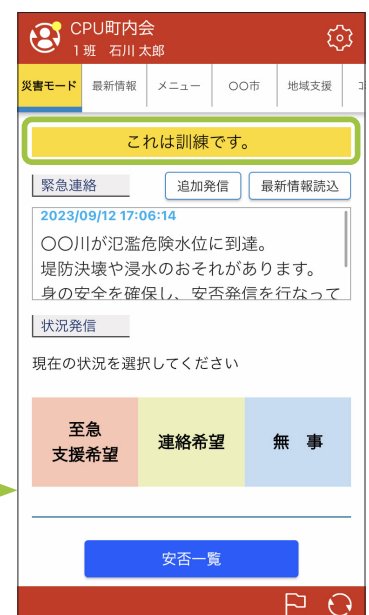 CPU町内会
1班 石川太郎
災害モード 最新情報 メニュー 〇〇市 地域支援
これは訓練です。
緊急連絡 追加発信 最新情報読込
2023/09/12 17:06:14
〇〇川が氾濫危険水位に到達。
堤防決壊や浸水のおそれがあります。
身の安全を確保し、安否発信を行なって
状況発信
現在の状況を選択してください
至急
支援希望 連絡希望 無 事
安否一覧